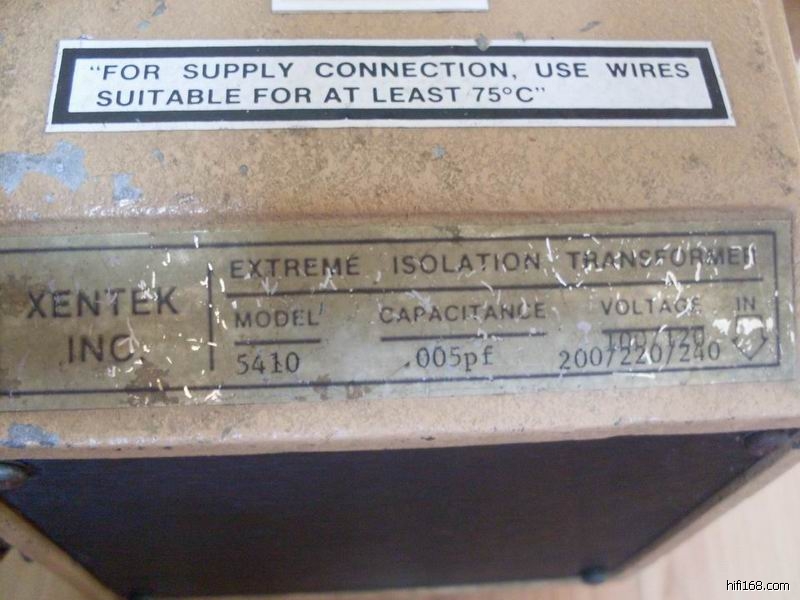 "FOR SUPPLY CONNECTION, USE WIRES
SUITABLE FOR AT LEAST 75°C"
XENTEK
INC.
EXTREME ISOLATION TRANSFORMER
MODEL CAPACITANCE VOLTAGE IN
100/120
5410 .005pf 200/220/240
hifi168.com